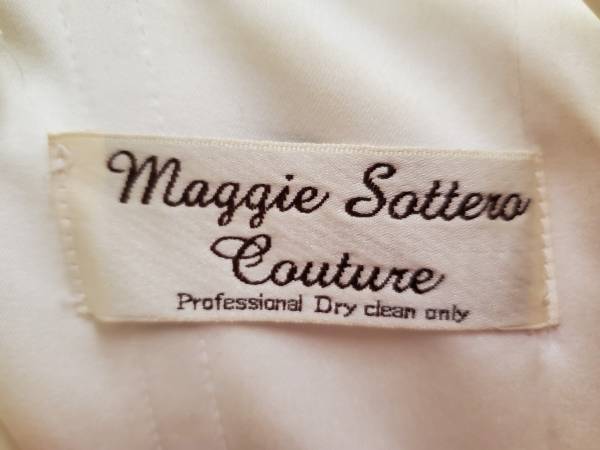 Maggie Sottero
Couture
Professional Dry clean only